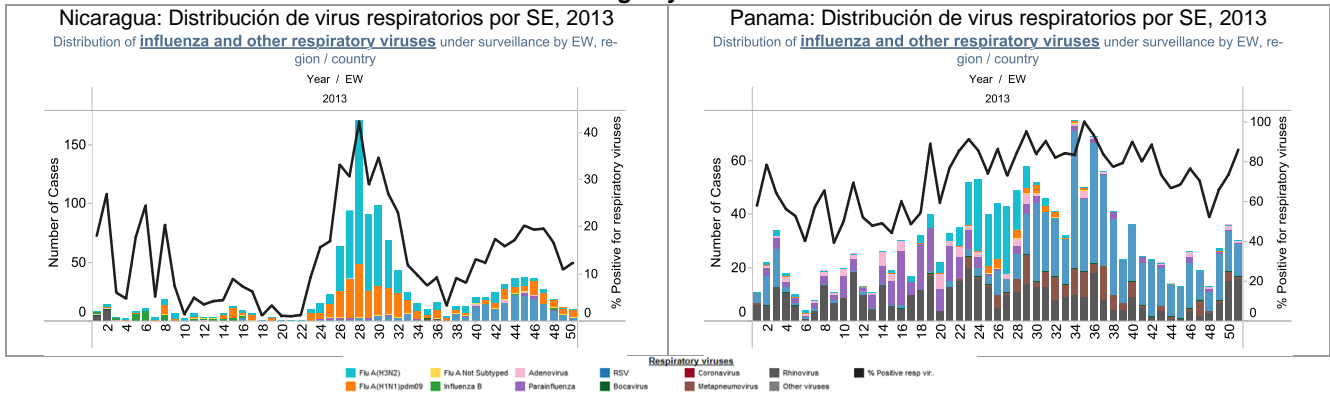 Nicaragua: Distribución de virus respiratorios por SE, 2013
Distribution of influenza and other respiratory viruses under surveillance by EW, re-
gion / country
Year / EW
2013
Number of Cases
150
100
50
0
% Positive for respiratory viruses
40
30
20
10
0
2 4 6 8 10 12 14 16 18 20 22 24 26 28 30 32 34 36 38 40 42 44 46 48 50
Panama: Distribución de virus respiratorios por SE, 2013
Distribution of influenza and other respiratory viruses under surveillance by EW, re-
gion / country
Year / EW
2013
Number of Cases
60
40
20
0
% Positive for respiratory viruses
100
80
60
40
20
0
2 4 6 8 10 12 14 16 18 20 22 24 26 28 30 32 34 36 38 40 42 44 46 48 50
Respiratory viruses
Flu A(H3N2) Flu A Not Subtyped Adenovirus RSV Coronavirus Rhinovirus % Positive resp vir..
Flu A(H1N1)pdm09 Influenza B Parainfluenza Bocavirus Metapneumovirus Other viruses